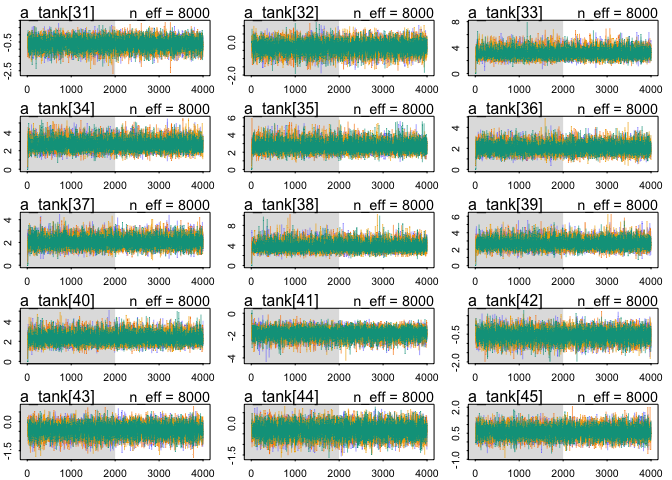 a_tank[31] n_eff = 8000 a_tank[32] n_eff = 8000 a_tank[33] n_eff = 8000
-2.5 -0.5 -2.0 0.0 0 4 8
0 1000 2000 3000 4000 0 1000 2000 3000 4000 0 1000 2000 3000 4000
a_tank[34] n_eff = 8000 a_tank[35] n_eff = 8000 a_tank[36] n_eff = 8000
0 2 4 0 2 4 6 0 2 4
0 1000 2000 3000 4000 0 1000 2000 3000 4000 0 1000 2000 3000 4000
a_tank[37] n_eff = 8000 a_tank[38] n_eff = 8000 a_tank[39] n_eff = 8000
0 2 4 0 4 8 0 2 4 6
0 1000 2000 3000 4000 0 1000 2000 3000 4000 0 1000 2000 3000 4000
a_tank[40] n_eff = 8000 a_tank[41] n_eff = 8000 a_tank[42] n_eff = 8000
0 2 4 -4 -2 0 -2.0 -0.5
0 1000 2000 3000 4000 0 1000 2000 3000 4000 0 1000 2000 3000 4000
a_tank[43] n_eff = 8000 a_tank[44] n_eff = 8000 a_tank[45] n_eff = 8000
-1.5 0.0 -1.5 0.0 -1.0 0.5 2.0
0 1000 2000 3000 4000 0 1000 2000 3000 4000 0 1000 2000 3000 4000